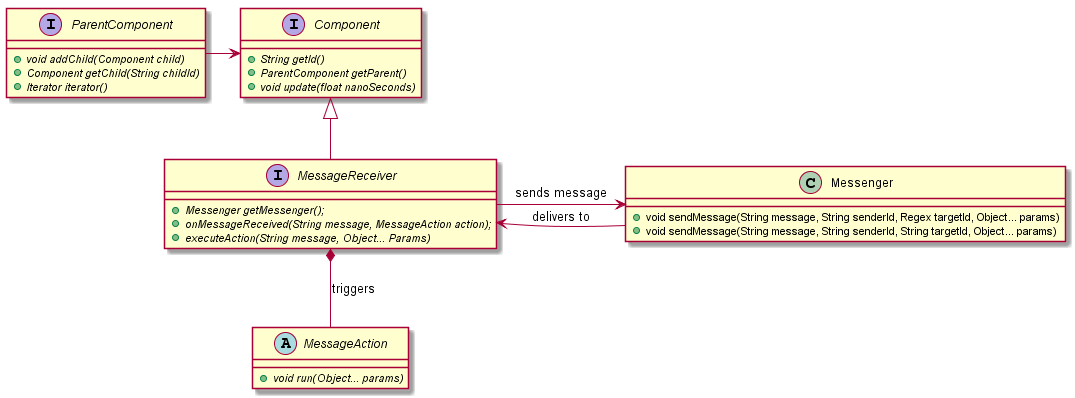 I ParentComponent
void addChild(Component child)
Component getChild(String childId)
Iterator iterator()
I Component
String getId()
ParentComponent getParent()
void update(float nanoSeconds)
I MessageReceiver
Messenger getMessenger();
onMessageReceived(String message, MessageAction action);
executeAction(String message, Object... Params)
sends message
delivers to
C Messenger
void sendMessage(String message, String senderId, Regex targetId, Object... params)
void sendMessage(String message, String senderId, String targetId, Object... params)
triggers
A MessageAction
void run(Object... params)